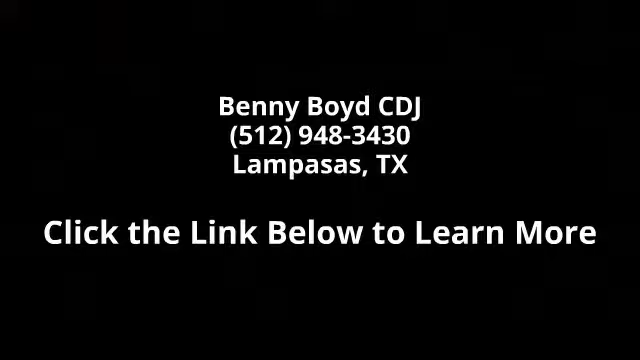 Benny Boyd CDJ
(512) 948-3430
Lampasas, TX
Click the Link Below to Learn More